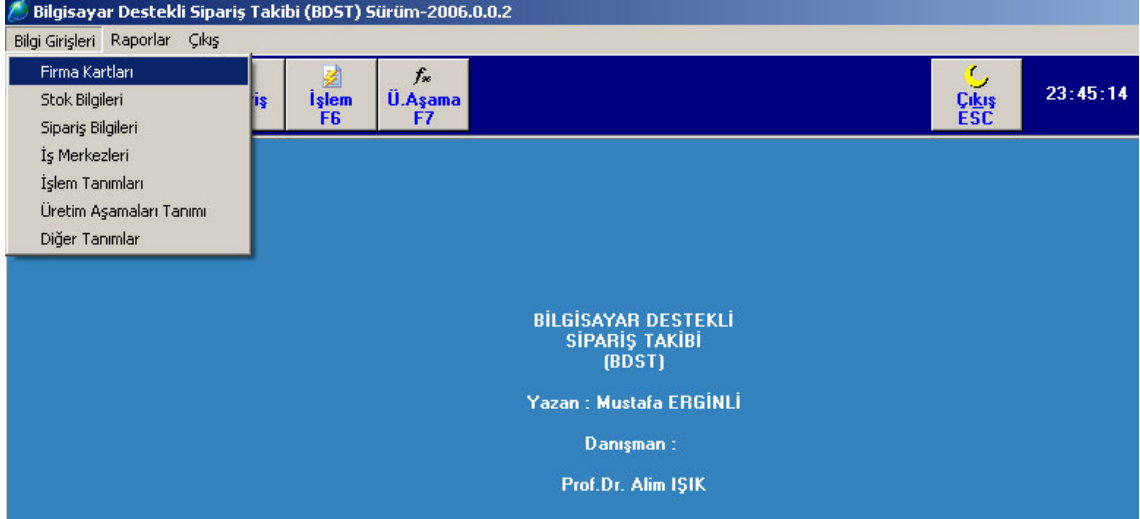 Bilgisayar Destekli Sipariş Takibi (BDST) Sürüm-2006.0.0.2
Bilgi Girişleri Raporlar Çıkış
Firma Kartları
Stok Bilgileri
Sipariş Bilgileri
İş Merkezleri
İşlem Tanımları
Üretim Aşamaları Tanımı
Diğer Tanımlar
İşlem
F6
Ü.Aşama
F7
Çıkış
ESC
23:45:14
BİLGİSAYAR DESTEKLİ
SİPARİŞ TAKİBİ
(BDST)
Yazan : Mustafa ERGİNLİ
Danışman :
Prof.Dr. Alim IŞIK